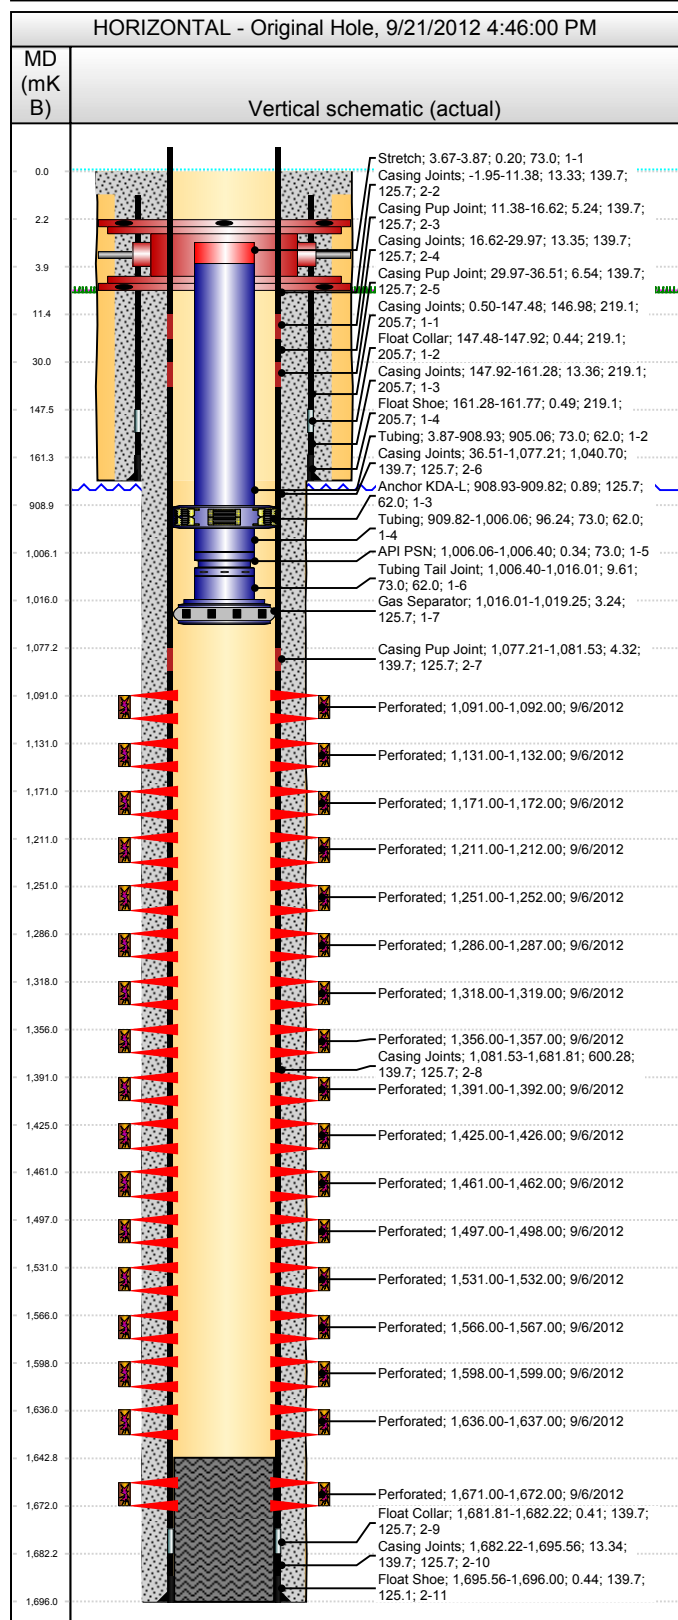 HORIZONTAL - Original Hole, 9/21/2012 4:46:00 PM
MD
(mK
B)
Vertical schematic (actual)
0.0
2.2
3.9
11.4
30.0
147.5
161.3
908.9
1,006.1
1,016.0
1,077.2
1,091.0
1,131.0
1,171.0
1,211.0
1,251.0
1,286.0
1,318.0
1,356.0
1,391.0
1,425.0
1,461.0
1,497.0
1,531.0
1,566.0
1,598.0
1,636.0
1,642.8
1,672.0
1,682.2
1,696.0
Stretch; 3.67-3.87; 0.20; 73.0; 1-1
Casing Joints; -1.95-11.38; 13.33; 139.7;
125.7; 2-2
Casing Pup Joint; 11.38-16.62; 5.24; 139.7;
125.7; 2-3
Casing Joints; 16.62-29.97; 13.35; 139.7;
125.7; 2-4
Casing Pup Joint; 29.97-36.51; 6.54; 139.7;
125.7; 2-5
Casing Joints; 0.50-147.48; 146.98; 219.1;
205.7; 1-1
Float Collar; 147.48-147.92; 0.44; 219.1;
205.7; 1-2
Casing Joints; 147.92-161.28; 13.36; 219.1;
205.7; 1-3
Float Shoe; 161.28-161.77; 0.49; 219.1;
205.7; 1-4
Tubing; 3.87-908.93; 905.06; 73.0; 62.0; 1-2
Casing Joints; 36.51-1,077.21; 1,040.70;
139.7; 125.7; 2-6
Anchor KDA-L; 908.93-909.82; 0.89; 125.7;
62.0; 1-3
Tubing; 909.82-1,006.06; 96.24; 73.0; 62.0;
1-4
API PSN; 1,006.06-1,006.40; 0.34; 73.0; 1-5
Tubing Tail Joint; 1,006.40-1,016.01; 9.61;
73.0; 62.0; 1-6
Gas Separator; 1,016.01-1,019.25; 3.24;
125.7; 1-7
Casing Pup Joint; 1,077.21-1,081.53; 4.32;
139.7; 125.7; 2-7
Perforated; 1,091.00-1,092.00; 9/6/2012
Perforated; 1,131.00-1,132.00; 9/6/2012
Perforated; 1,171.00-1,172.00; 9/6/2012
Perforated; 1,211.00-1,212.00; 9/6/2012
Perforated; 1,251.00-1,252.00; 9/6/2012
Perforated; 1,286.00-1,287.00; 9/6/2012
Perforated; 1,318.00-1,319.00; 9/6/2012
Perforated; 1,356.00-1,357.00; 9/6/2012
Casing Joints; 1,081.53-1,681.81; 600.28;
139.7; 125.7; 2-8
Perforated; 1,391.00-1,392.00; 9/6/2012
Perforated; 1,425.00-1,426.00; 9/6/2012
Perforated; 1,461.00-1,462.00; 9/6/2012
Perforated; 1,497.00-1,498.00; 9/6/2012
Perforated; 1,531.00-1,532.00; 9/6/2012
Perforated; 1,566.00-1,567.00; 9/6/2012
Perforated; 1,598.00-1,599.00; 9/6/2012
Perforated; 1,636.00-1,637.00; 9/6/2012
Perforated; 1,671.00-1,672.00; 9/6/2012
Float Collar; 1,681.81-1,682.22; 0.41; 139.7;
125.7; 2-9
Casing Joints; 1,682.22-1,695.56; 13.34;
139.7; 125.7; 2-10
Float Shoe; 1,695.56-1,696.00; 0.44; 139.7;
125.1; 2-11